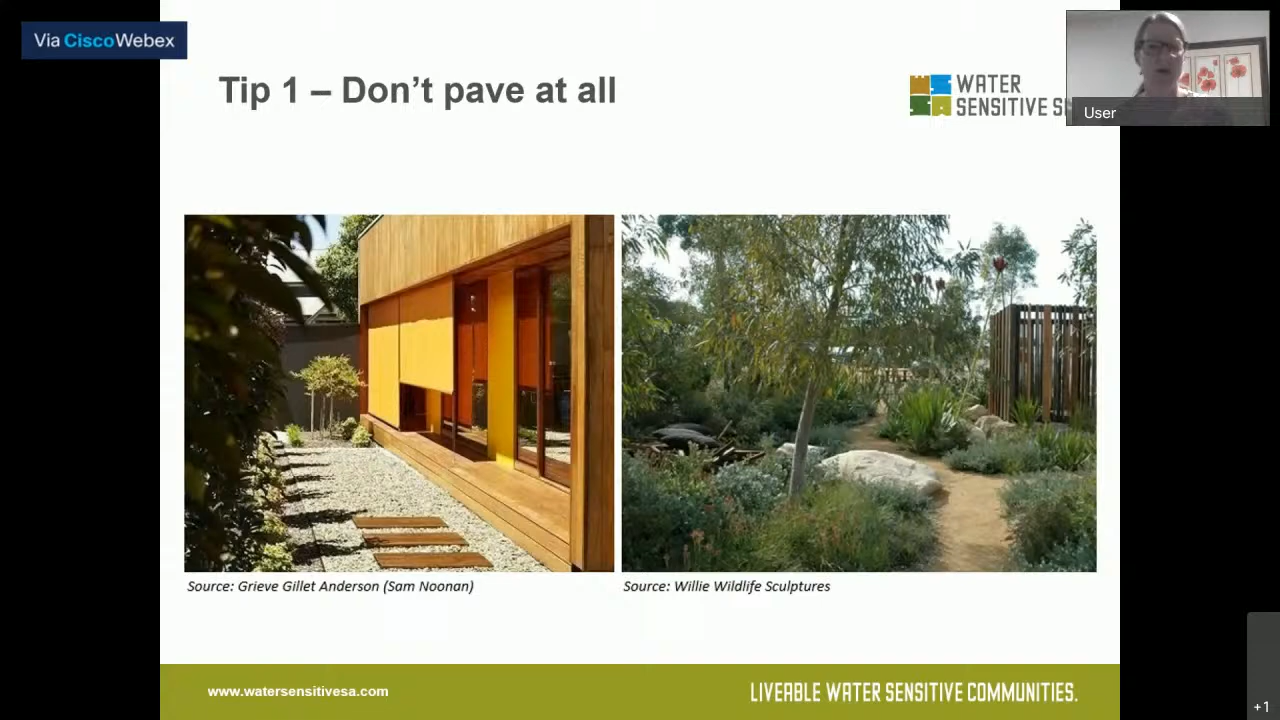 Via CiscoWebex
Tip 1 – Don't pave at all
WATER
SENSITIVE
User
Source: Grieve Gillet Anderson (Sam Noonan)
Source: Willie Wildlife Sculptures
www.watersensitivesa.com
LIVEABLE WATER SENSITIVE COMMUNITIES.
+1